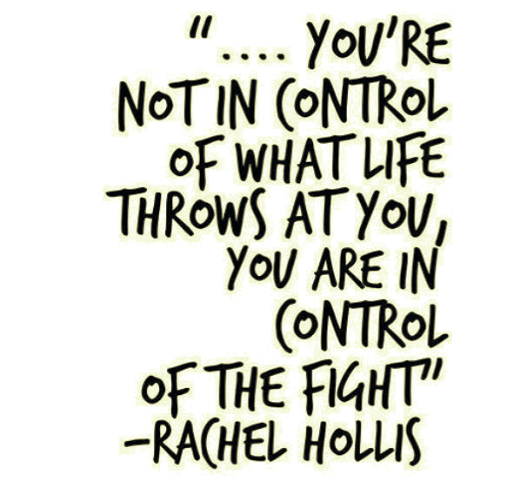 “.... YOU'RE
NOT IN CONTROL
OF WHAT LIFE
THROWS AT YOU,
YOU ARE IN
CONTROL
OF THE FIGHT”
-RACHEL HOLLIS